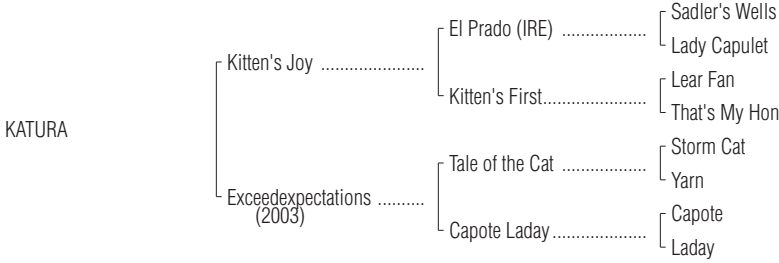 Sadler's Wells
El Prado (IRE) ..................
Lady Capulet
Kitten's Joy ......................
Lear Fan
Kitten's First......................
That's My Hon
KATURA
Storm Cat
Tale of the Cat ..................
Yarn
Exceedexpectations ..........
(2003)
Capote
Capote Laday....................
Laday